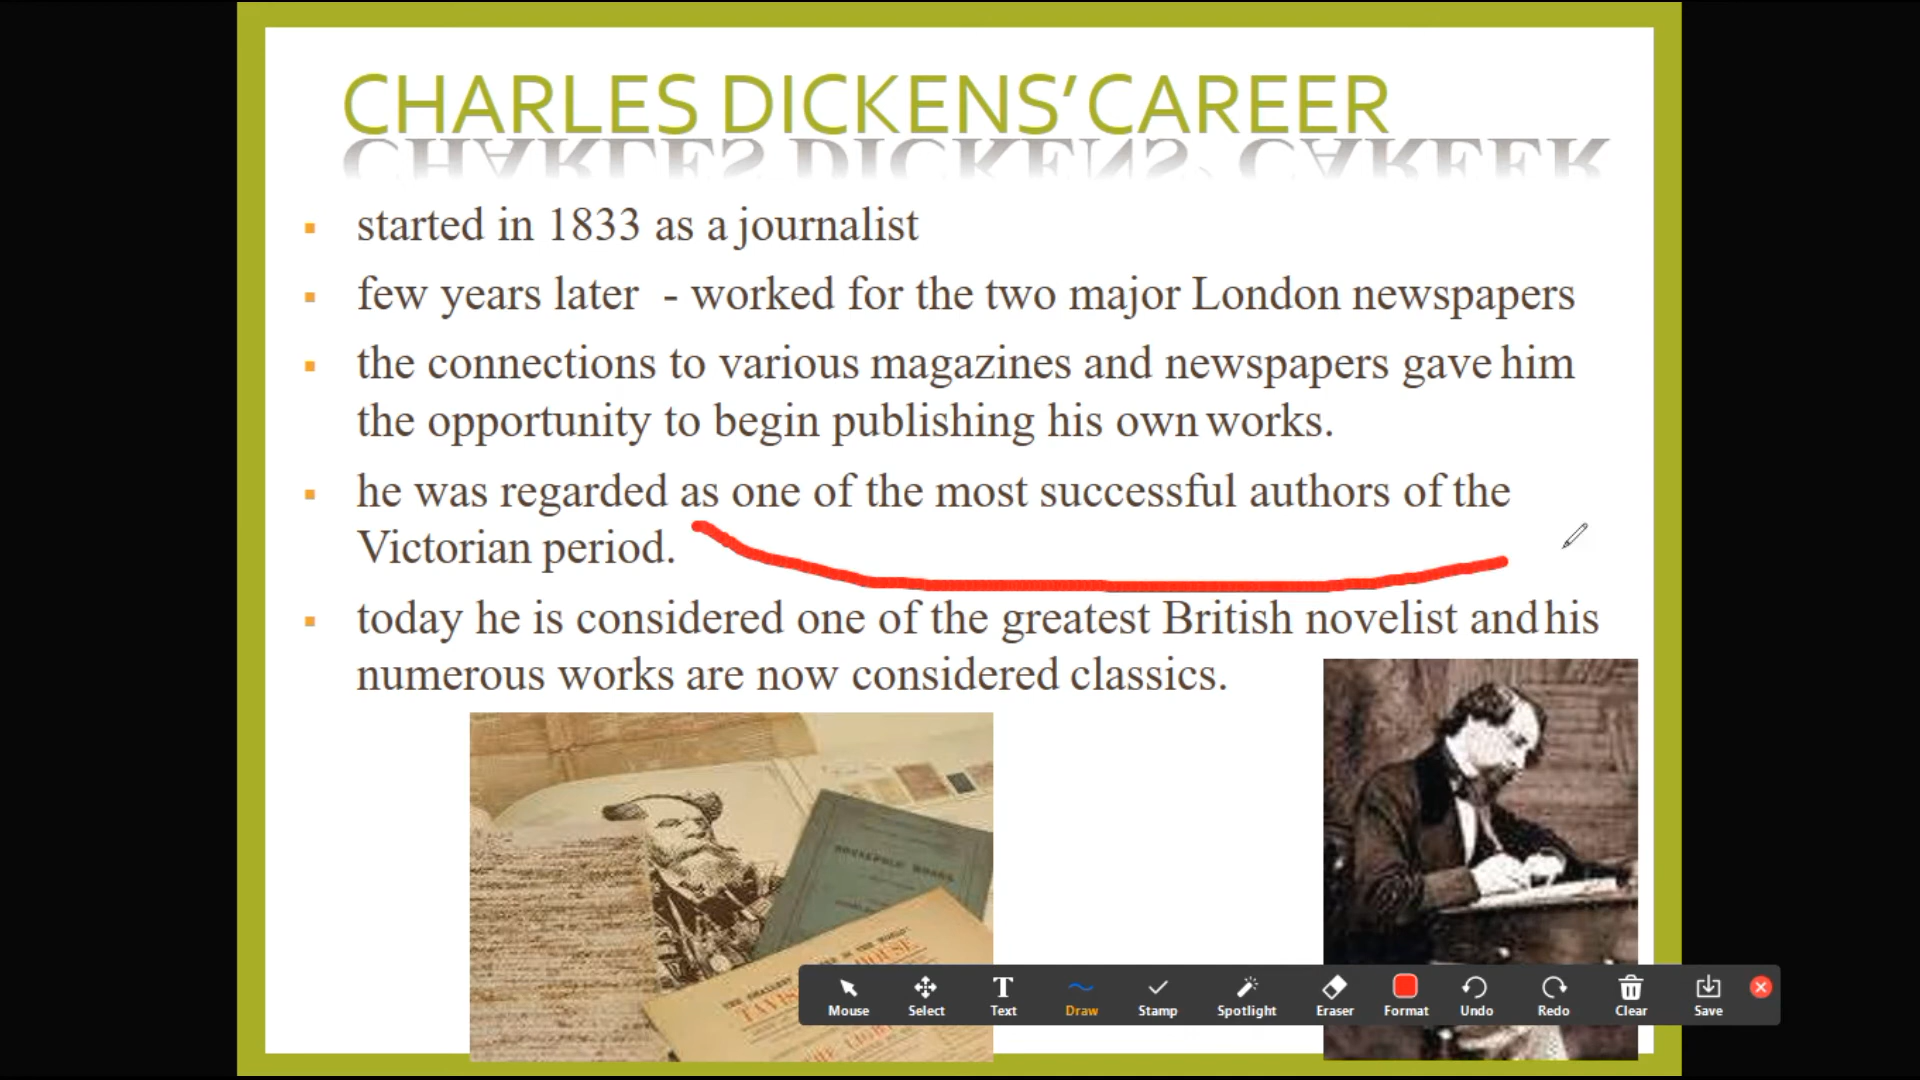 CHARLES DICKENS' CAREER
started in 1833 as a journalist
few years later - worked for the two major London newspapers
the connections to various magazines and newspapers gave him
the opportunity to begin publishing his own works.
he was regarded as one of the most successful authors of the
Victorian period.
today he is considered one of the greatest British novelist and his
numerous works are now considered classics.
HOUSEHOLD WORDS
Mouse Select Text Draw Stamp Spotlight Eraser Format Undo Redo Clear Save